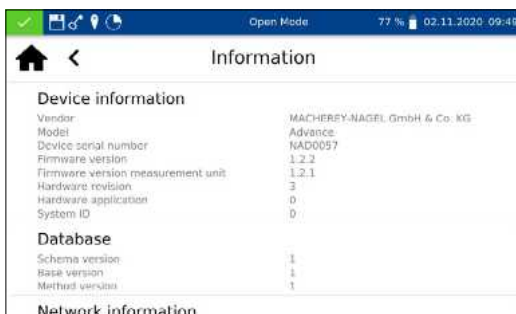 Open Mode 77 % 02.11.2020 09:49
Information
Device information
Vendor MACHEREY-NAGEL GmbH & Co. KG
Model Advance
Device serial number NAD0057
Firmware version 1.2.2
Firmware version measurement unit 1.2.1
Hardware revision 3
Hardware application 0
System ID 0
Database
Schema version 1
Base version 1
Method version 1
Network information